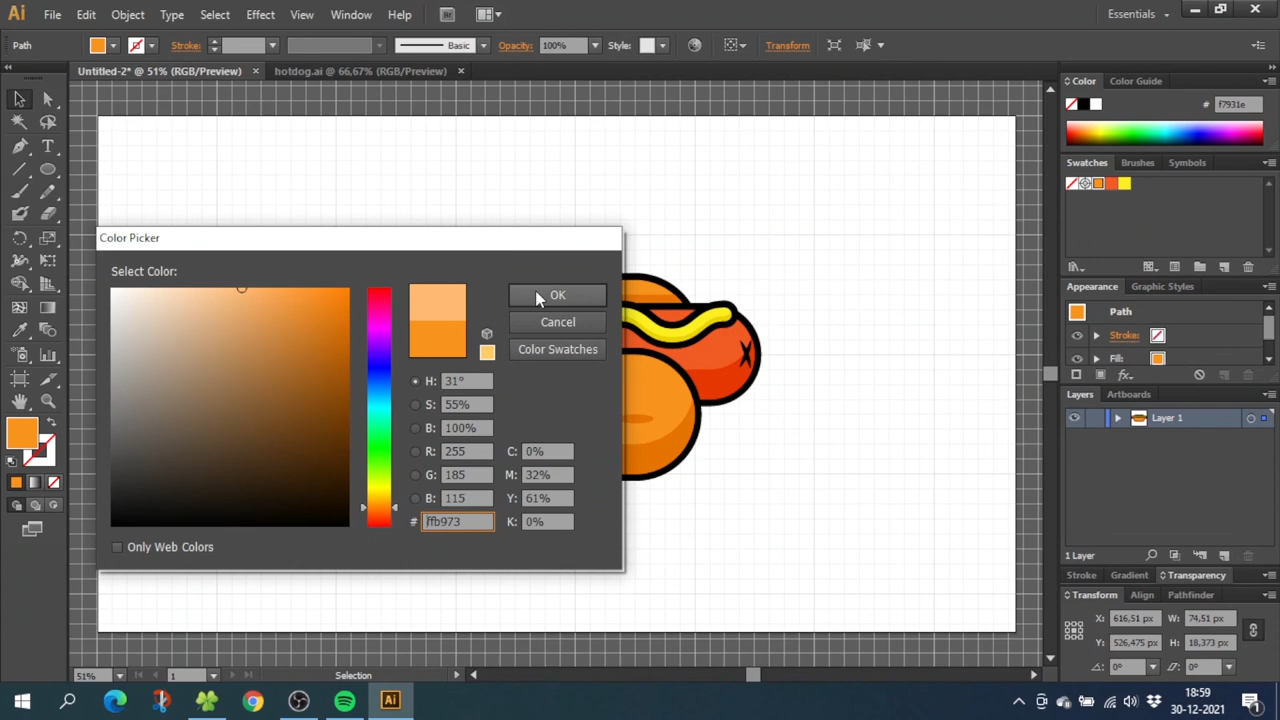 Ai File Edit Object Type Select Effect View Window Help Br Essentials
Path Stroke: Basic Opacity: 100% Style: Transform
Untitled-2* @ 51% (RGB/Preview) × hotdog.ai @ 66,67% (RGB/Preview) ×
Color Color Guide
# f7931e
Swatches Brushes Symbols
Color Picker
Select Color:
OK
Cancel
Color Swatches
H: 31°
S: 55%
B: 100%
R: 255 C: 0%
G: 185 M: 32%
B: 115 Y: 61%
# ffb973 K: 0%
Only Web Colors
Appearance Graphic Styles
Path
Stroke:
Fill:
fx
Layers Artboards
Layer 1
1 Layer
Stroke Gradient Transparency
Transform Align Pathfinder
X: 616,51 px W: 74,51 px
Y: 526,475 px H: 18,373 px
0° 0°
51% 1 Selection
Ai 18:59
30-12-2021 1